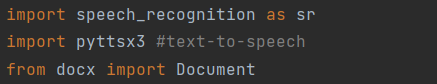 import speech_recognition as sr
import pyttsx3 #text-to-speech
from docx import Document